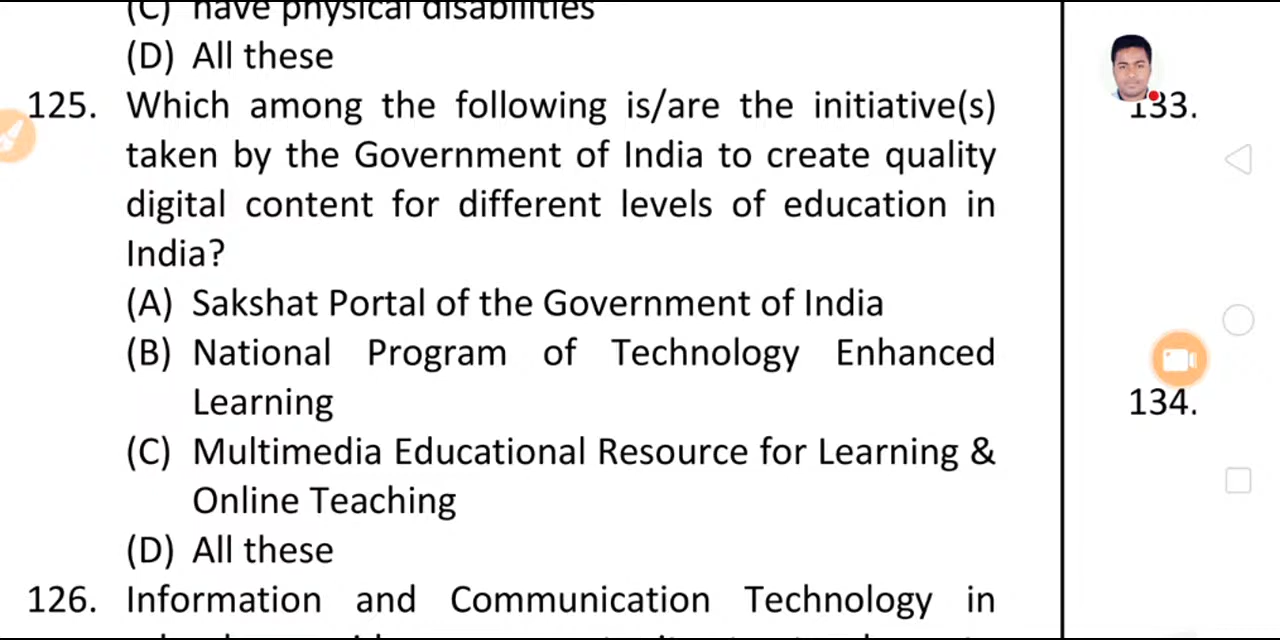 (C) have physical disabilities
(D) All these
125. Which among the following is/are the initiative(s)
taken by the Government of India to create quality
digital content for different levels of education in
India?
(A) Sakshat Portal of the Government of India
(B) National Program of Technology Enhanced
Learning
(C) Multimedia Educational Resource for Learning &
Online Teaching
(D) All these
126. Information and Communication Technology in
133.
134.